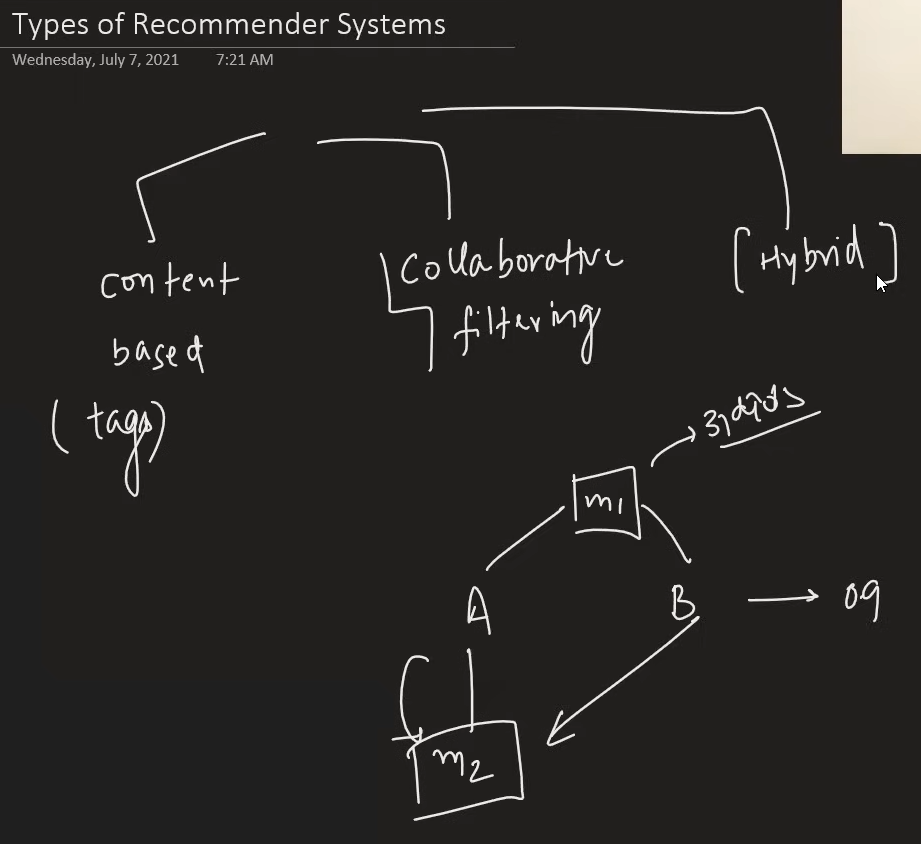 Types of Recommender Systems
Wednesday, July 7, 2021 7:21 AM
content
based
(tags)
Collaborative
filtering
[Hybrid]
m1
A
B
m2